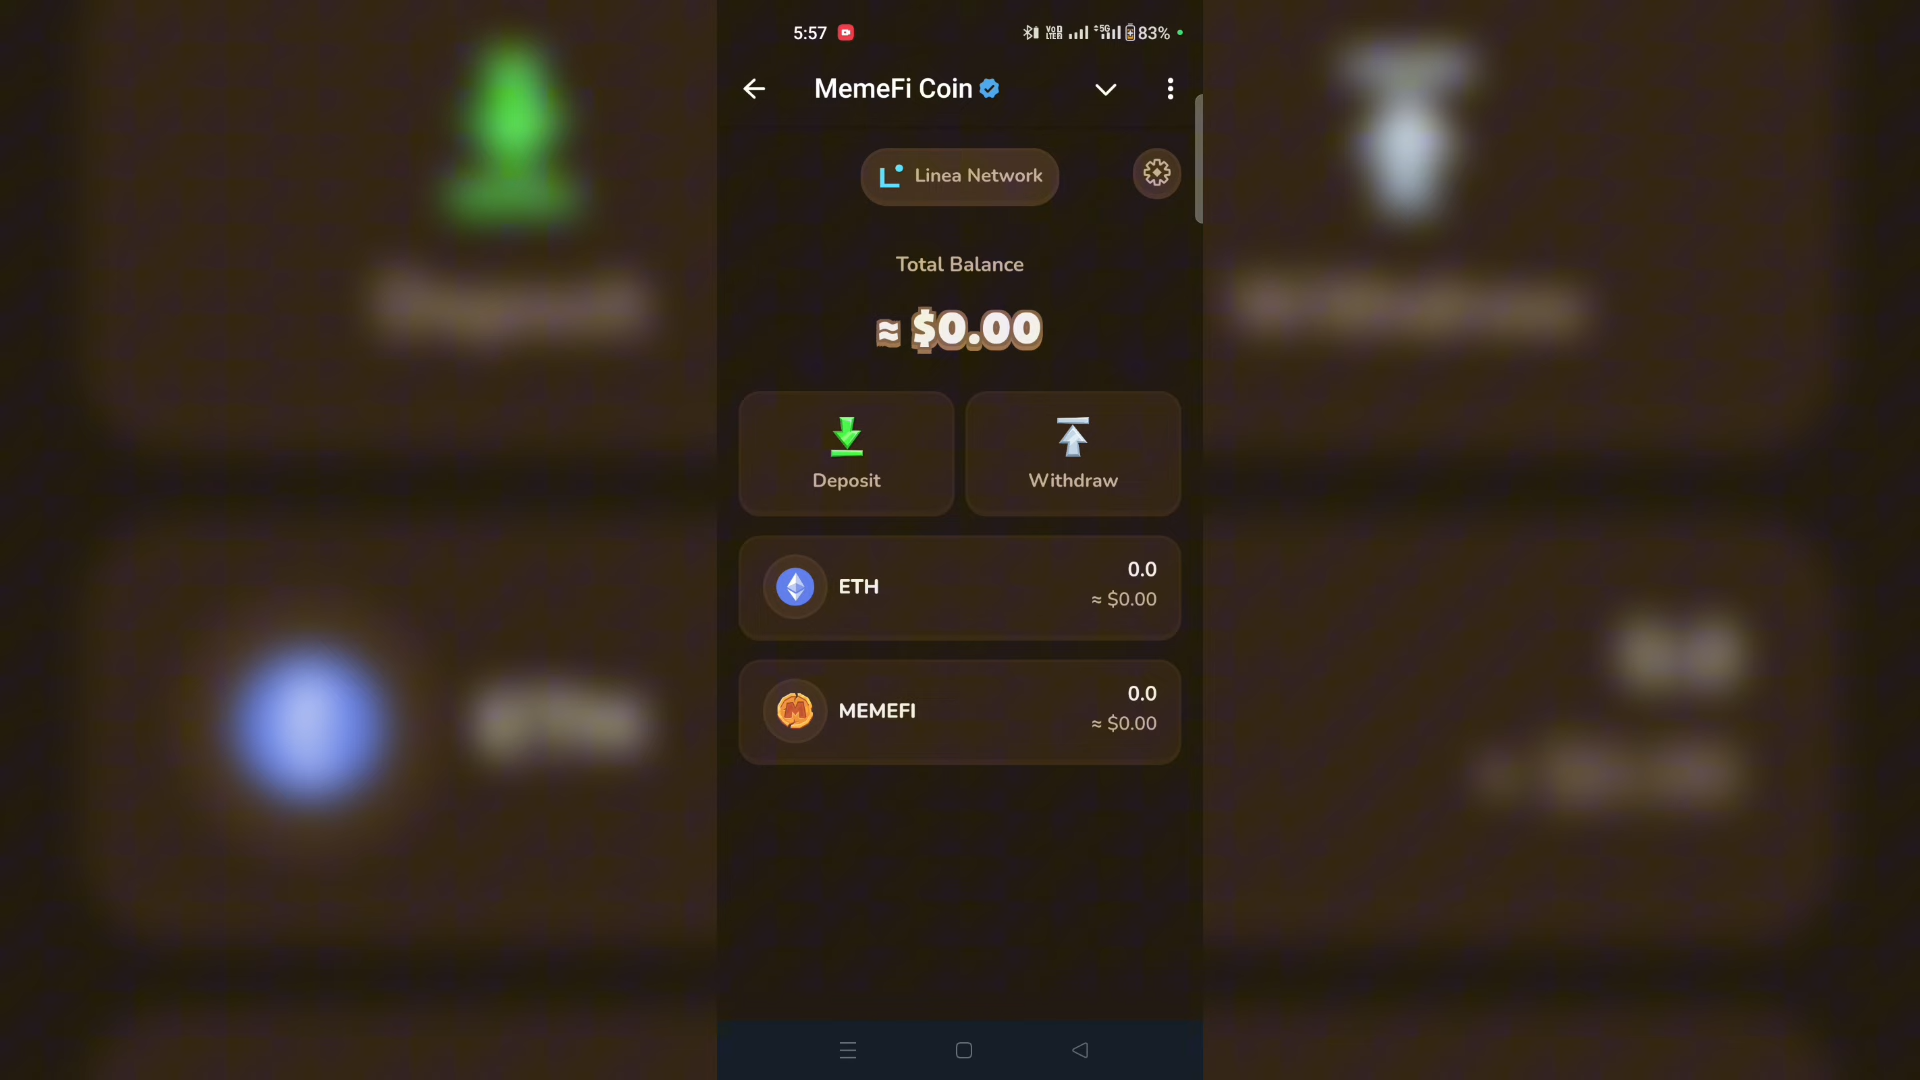 5:57 83%
MemeFi Coin
Linea Network
Total Balance
≈ $0.00
Deposit Withdraw
ETH 0.0
≈ $0.00
MEMEFI 0.0
≈ $0.00